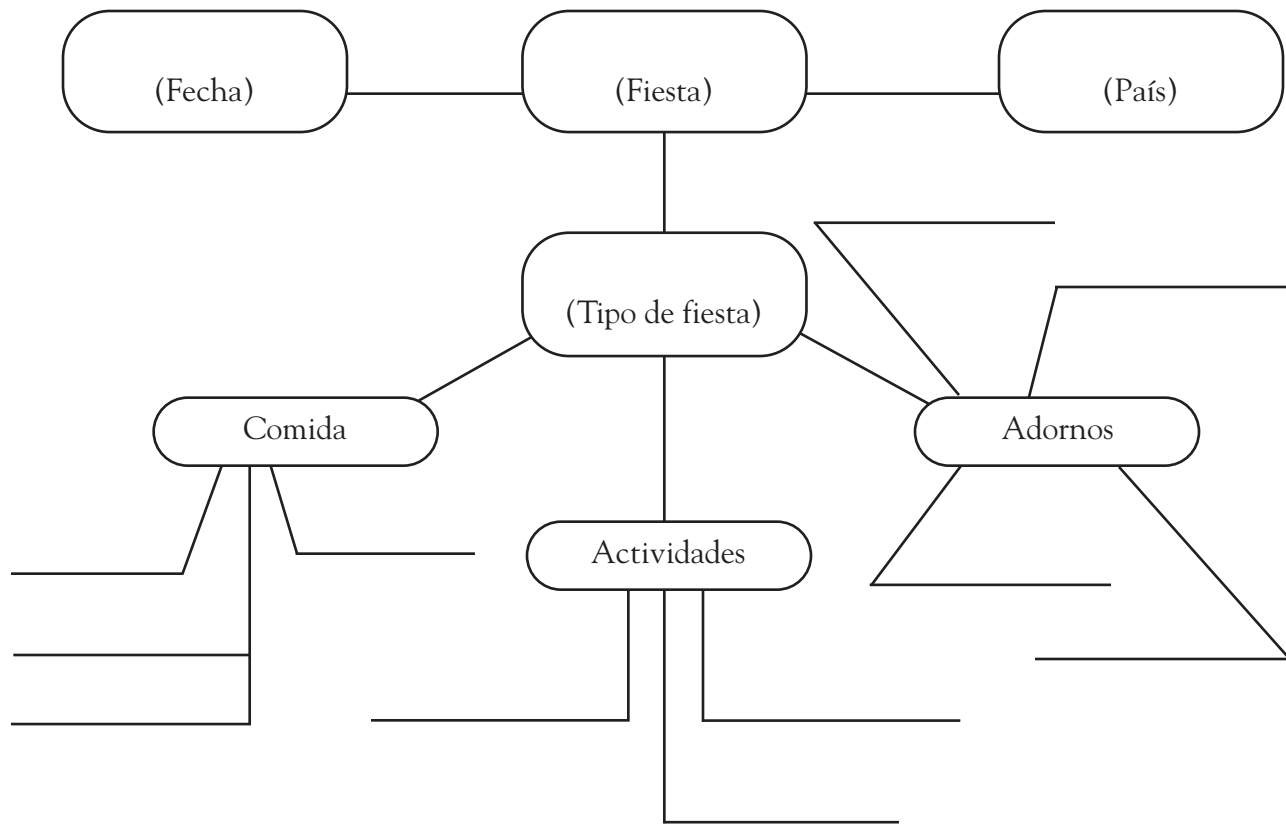 (Fecha)
(Fiesta)
(País)
(Tipo de fiesta)
Comida
Adornos
Actividades